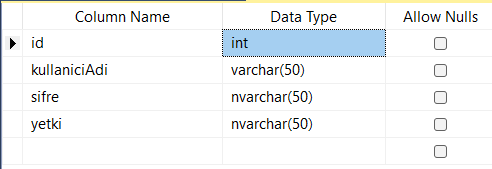 Column Name Data Type Allow Nulls
id int
kullaniciAdi varchar(50)
sifre nvarchar(50)
yetki nvarchar(50)